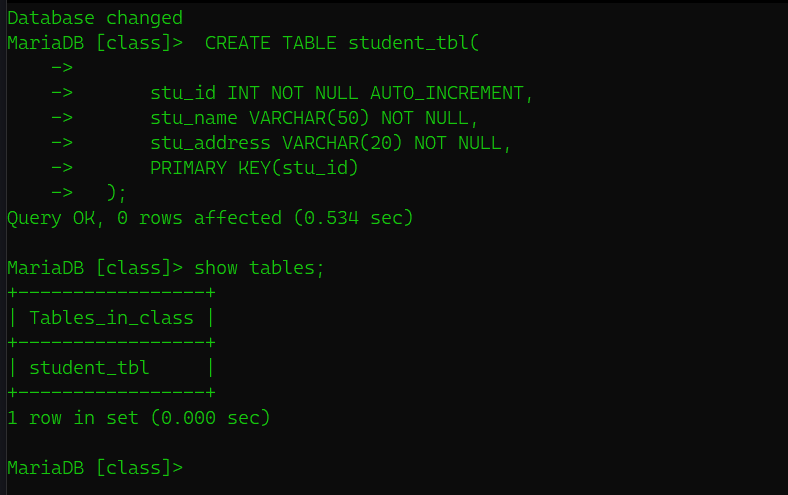 Database changed
MariaDB [class]>  CREATE TABLE student_tbl(
    ->
    ->       stu_id INT NOT NULL AUTO_INCREMENT,
    ->       stu_name VARCHAR(50) NOT NULL,
    ->       stu_address VARCHAR(20) NOT NULL,
    ->       PRIMARY KEY(stu_id)
    ->   );
Query OK, 0 rows affected (0.534 sec)

MariaDB [class]> show tables;
+-----------------+
| Tables_in_class |
+-----------------+
| student_tbl     |
+-----------------+
1 row in set (0.000 sec)

MariaDB [class]>